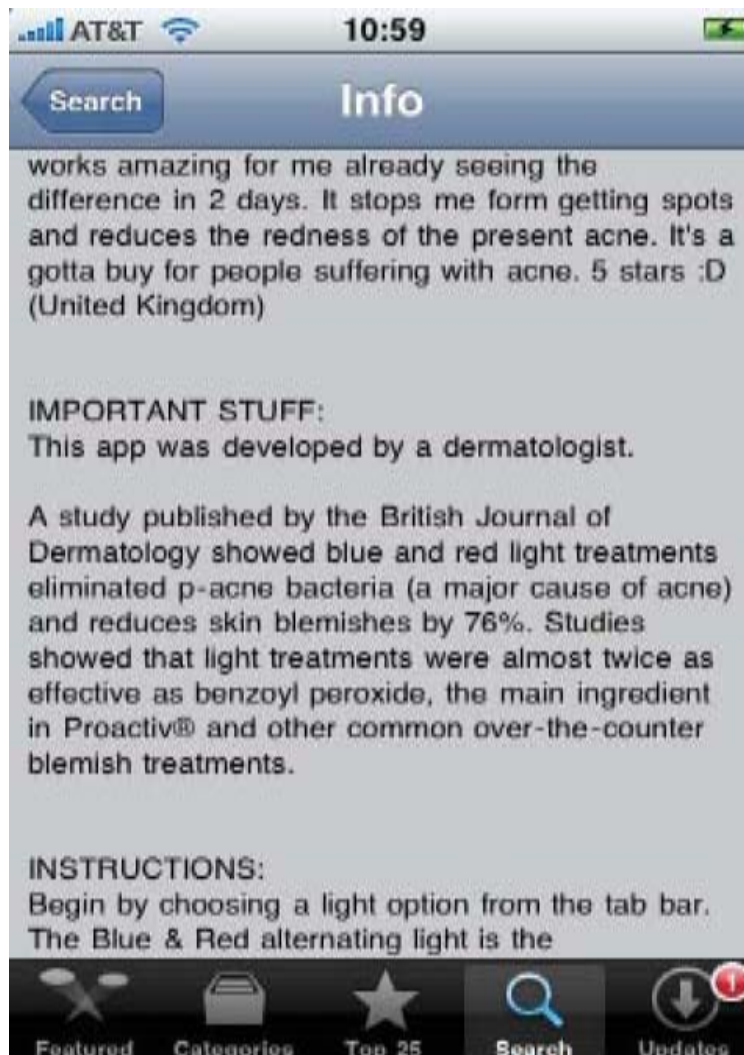 AT&T 10:59
Search Info
works amazing for me already seeing the
difference in 2 days. It stops me form getting spots
and reduces the redness of the present acne. It's a
gotta buy for people suffering with acne. 5 stars :D
(United Kingdom)
IMPORTANT STUFF:
This app was developed by a dermatologist.
A study published by the British Journal of
Dermatology showed blue and red light treatments
eliminated p-acne bacteria (a major cause of acne)
and reduces skin blemishes by 76%. Studies
showed that light treatments were almost twice as
effective as benzoyl peroxide, the main ingredient
in Proactiv® and other common over-the-counter
blemish treatments.
INSTRUCTIONS:
Begin by choosing a light option from the tab bar.
The Blue & Red alternating light is the
1
Featured Categories Top 25 Search Updates